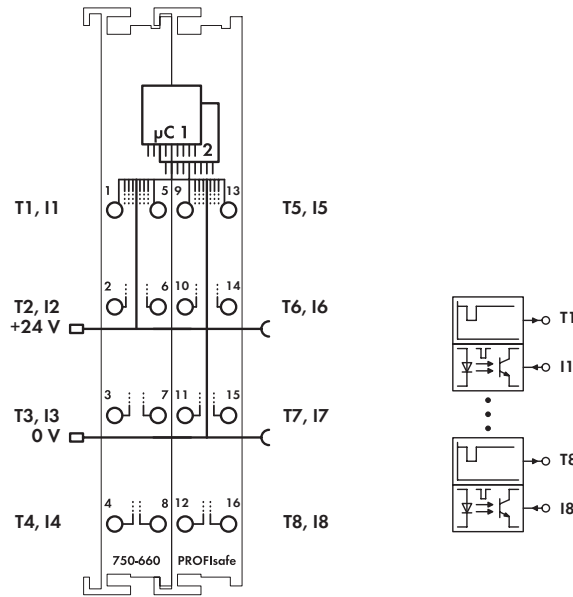 µC 1
2
1 5 9 13
T1, I1 T5, I5
2 6 10 14
T2, I2 T6, I6
+24 V
T1
I1
3 7 11 15
T3, I3 T7, I7
0 V
T8
I8
4 8 12 16
T4, I4 T8, I8
750-660 PROFIsafe